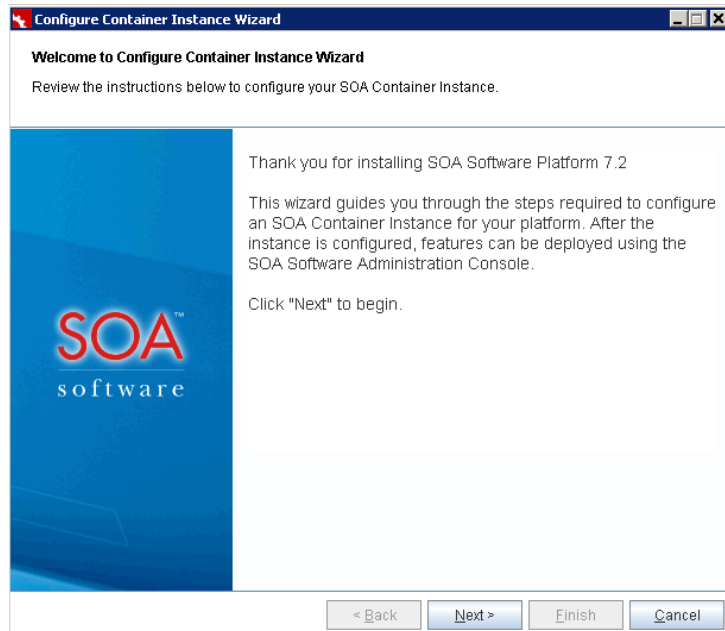 Configure Container Instance Wizard
Welcome to Configure Container Instance Wizard
Review the instructions below to configure your SOA Container Instance.
Thank you for installing SOA Software Platform 7.2
This wizard guides you through the steps required to configure
an SOA Container Instance for your platform. After the
instance is configured, features can be deployed using the
SOA Software Administration Console.
Click "Next" to begin.
SOA™
software
< Back
Next >
Finish
Cancel